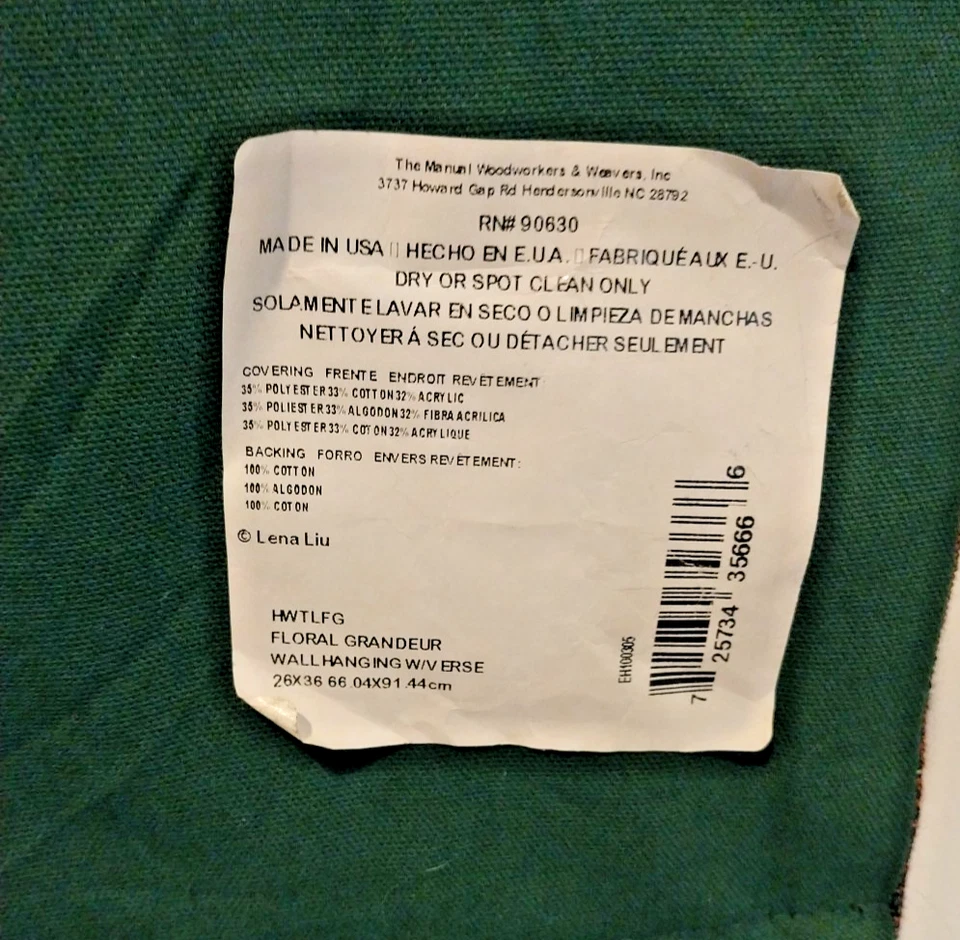 The Manual Woodworkers & Weavers, Inc
3737 Howard Gap Rd Hendersonville NC 28792
RN# 90630
MADE IN USA ▯ HECHO EN E.U.A. ▯ FABRIQUÉ AUX E.-U.
DRY OR SPOT CLEAN ONLY
SOLAMENTE LAVAR EN SECO O LIMPIEZA DE MANCHAS
NETTOYER Á SEC OU DÉTACHER SEULEMENT
COVERING FRENTE ENDROIT REVÊTEMENT:
35% POLYESTER 33% COTTON 32% ACRYLIC
35% POLIESTER 33% ALGODON 32% FIBRA ACRILICA
35% POLYESTER 33% COTON 32% ACRYLIQUE
BACKING FORRO ENVERS REVÊTEMENT:
100% COTTON
100% ALGODON
100% COTON
© Lena Liu
HWTLFG
FLORAL GRANDEUR
WALLHANGING W/VERSE
26X36 66.04X91.44cm
EH100305
7 25734 35666 6